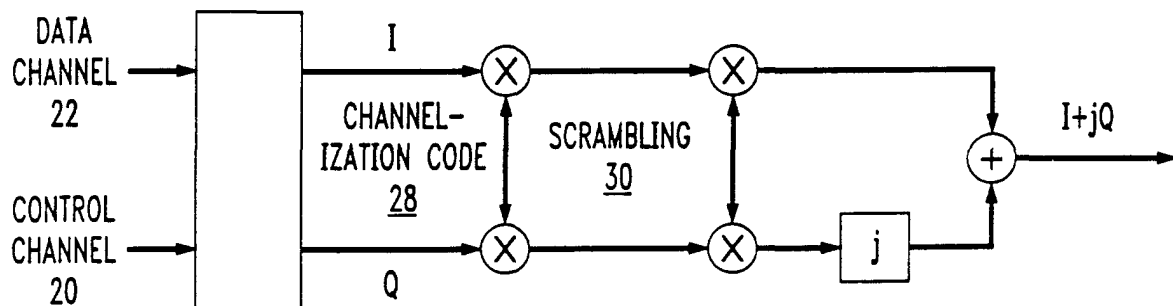 DATA
CHANNEL
22
I
CHANNEL-
IZATION CODE
28
SCRAMBLING
30
I+jQ
+
CONTROL
CHANNEL
20
Q
j